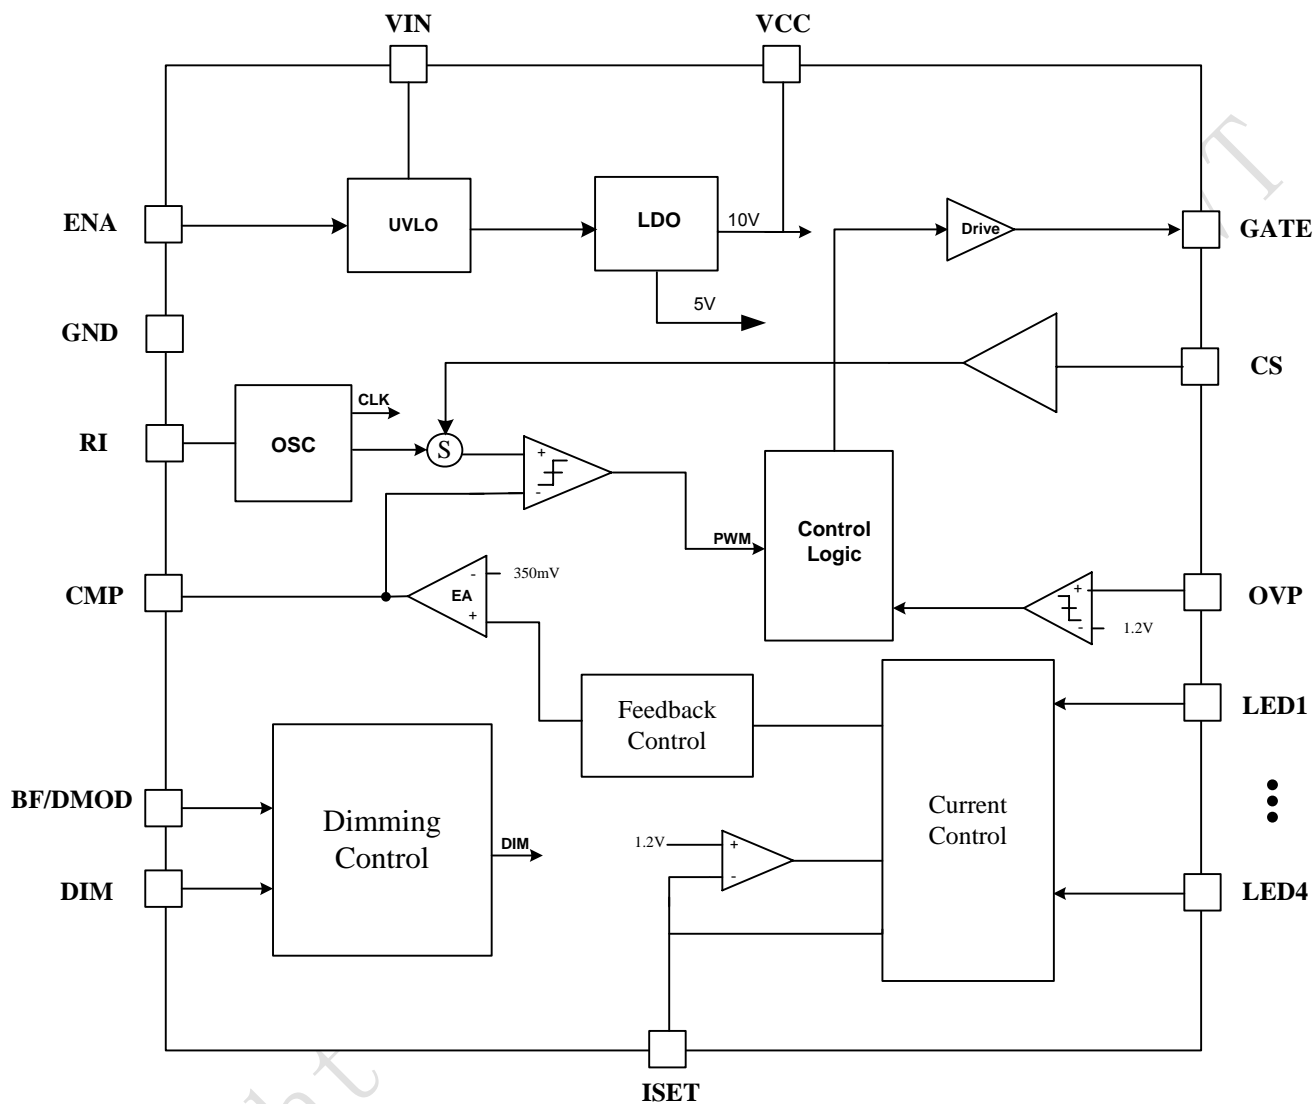 VIN
VCC
ENA
UVLO
LDO
10V
Drive
GATE
5V
GND
CS
CLK
RI
OSC
S
+
-
PWM
Control
Logic
CMP
-
350mV
EA
+
+
-
1.2V
OVP
Feedback
Control
LED1
BF/DMOD
Dimming
Control
DIM
1.2V
+
-
Current
Control
DIM
LED4
ISET